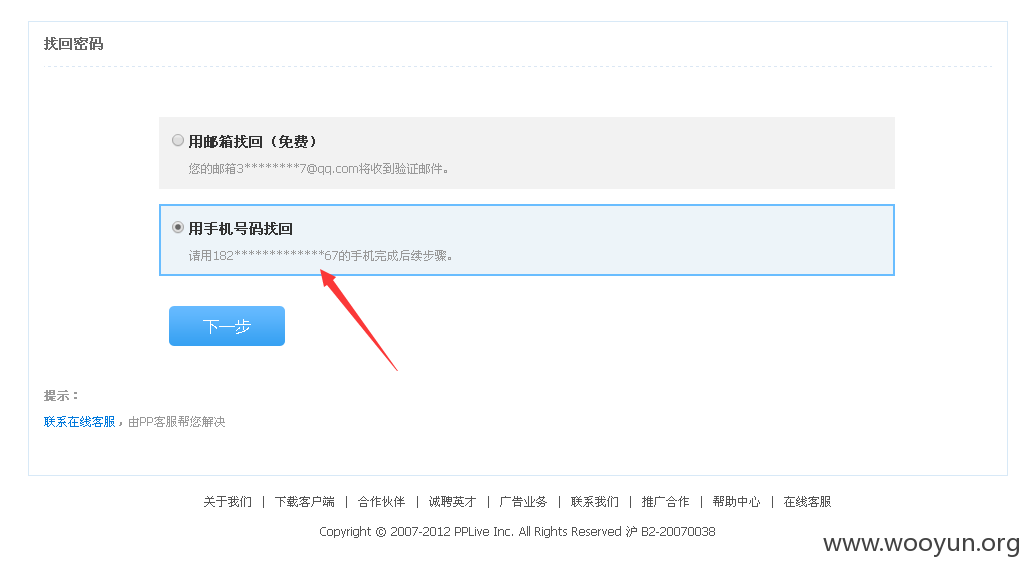 找回密码
用邮箱找回（免费）
您的邮箱3********7@qq.com将收到验证邮件。
用手机号码找回
请用182*************67的手机完成后续步骤。
下一步
提示：
联系在线客服，由PP客服帮您解决
关于我们 | 下载客户端 | 合作伙伴 | 诚聘英才 | 广告业务 | 联系我们 | 推广合作 | 帮助中心 | 在线客服
Copyright © 2007-2012 PPLive Inc. All Rights Reserved 沪 B2-20070038
www.wooyun.org